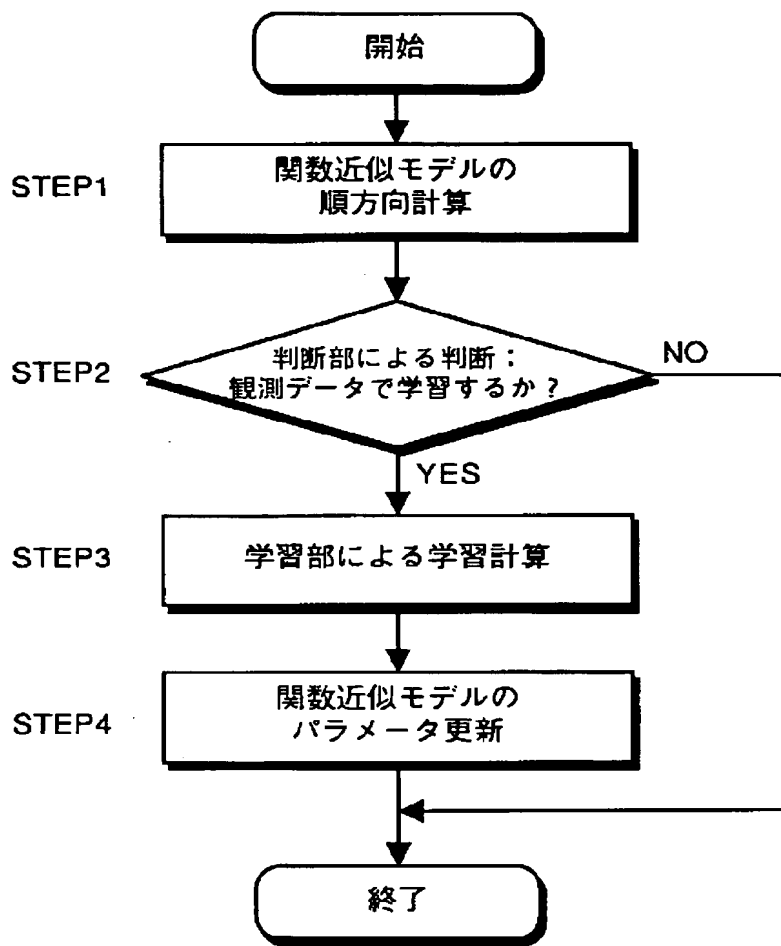 開始
STEP1
関数近似モデルの
順方向計算
STEP2
判断部による判断：
観測データで学習するか？
NO
YES
STEP3
学習部による学習計算
STEP4
関数近似モデルの
パラメータ更新
終了